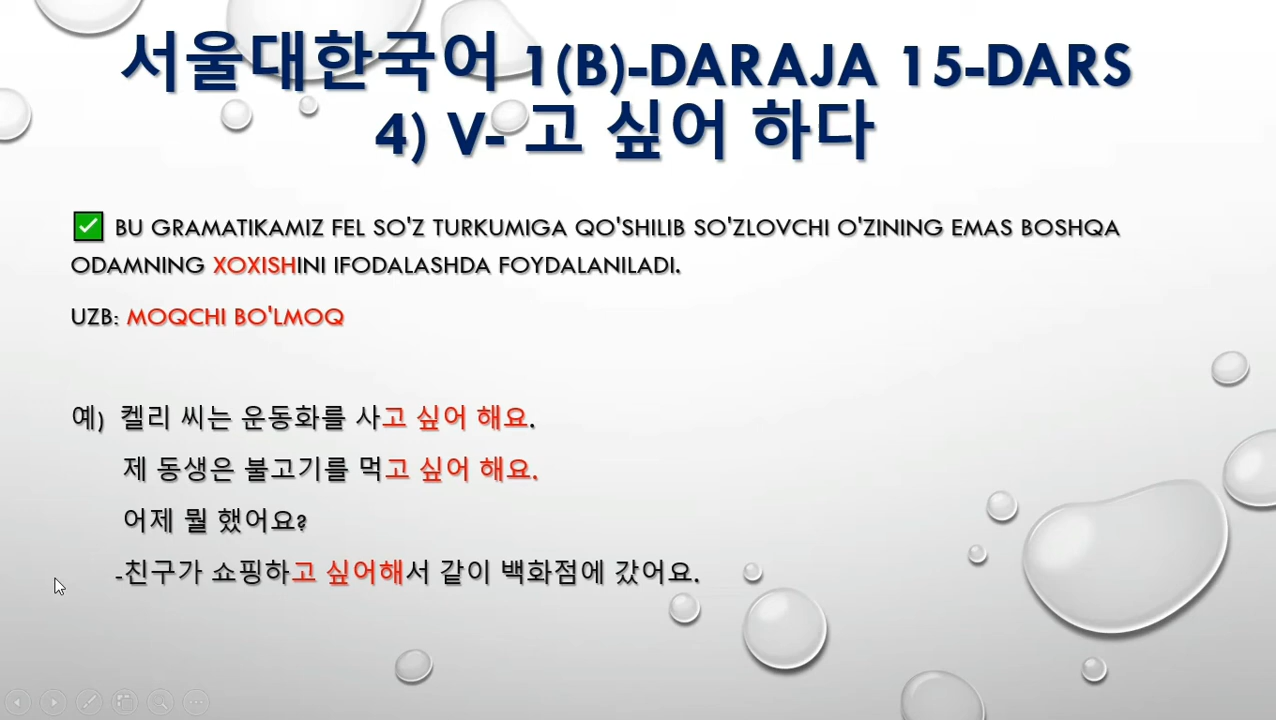 서울대한국어 1(B)-DARAJA 15-DARS
4) V- 고 싶어 하다
✅ BU GRAMATIKAMIZ FEL SO'Z TURKUMIGA QO'SHILIB SO'ZLOVCHI O'ZINING EMAS BOSHQA
ODAMNING XOXISHINI IFODALASHDA FOYDALANILADI.
UZB: MOQCHI BO'LMOQ
예) 켈리 씨는 운동화를 사고 싶어 해요.
제 동생은 불고기를 먹고 싶어 해요.
어제 뭘 했어요?
-친구가 쇼핑하고 싶어해서 같이 백화점에 갔어요.